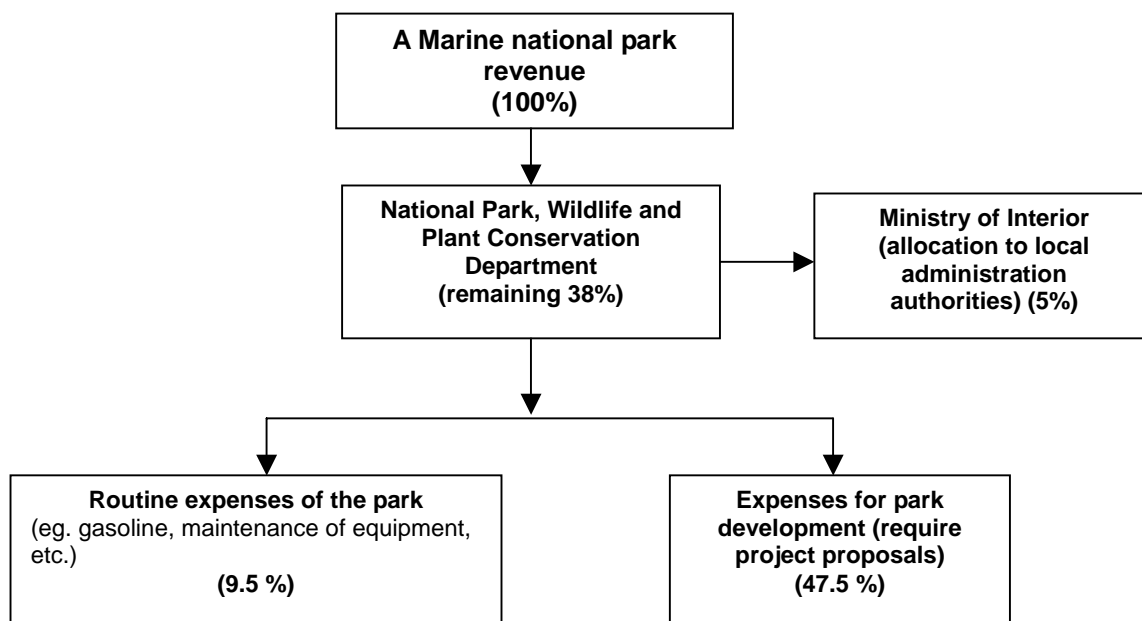 A Marine national park
revenue
(100%)
National Park, Wildlife and
Plant Conservation
Department
(remaining 38%)
Ministry of Interior
(allocation to local
administration
authorities) (5%)
Routine expenses of the park
(eg. gasoline, maintenance of equipment,
etc.)
(9.5 %)
Expenses for park
development (require
project proposals)
(47.5 %)